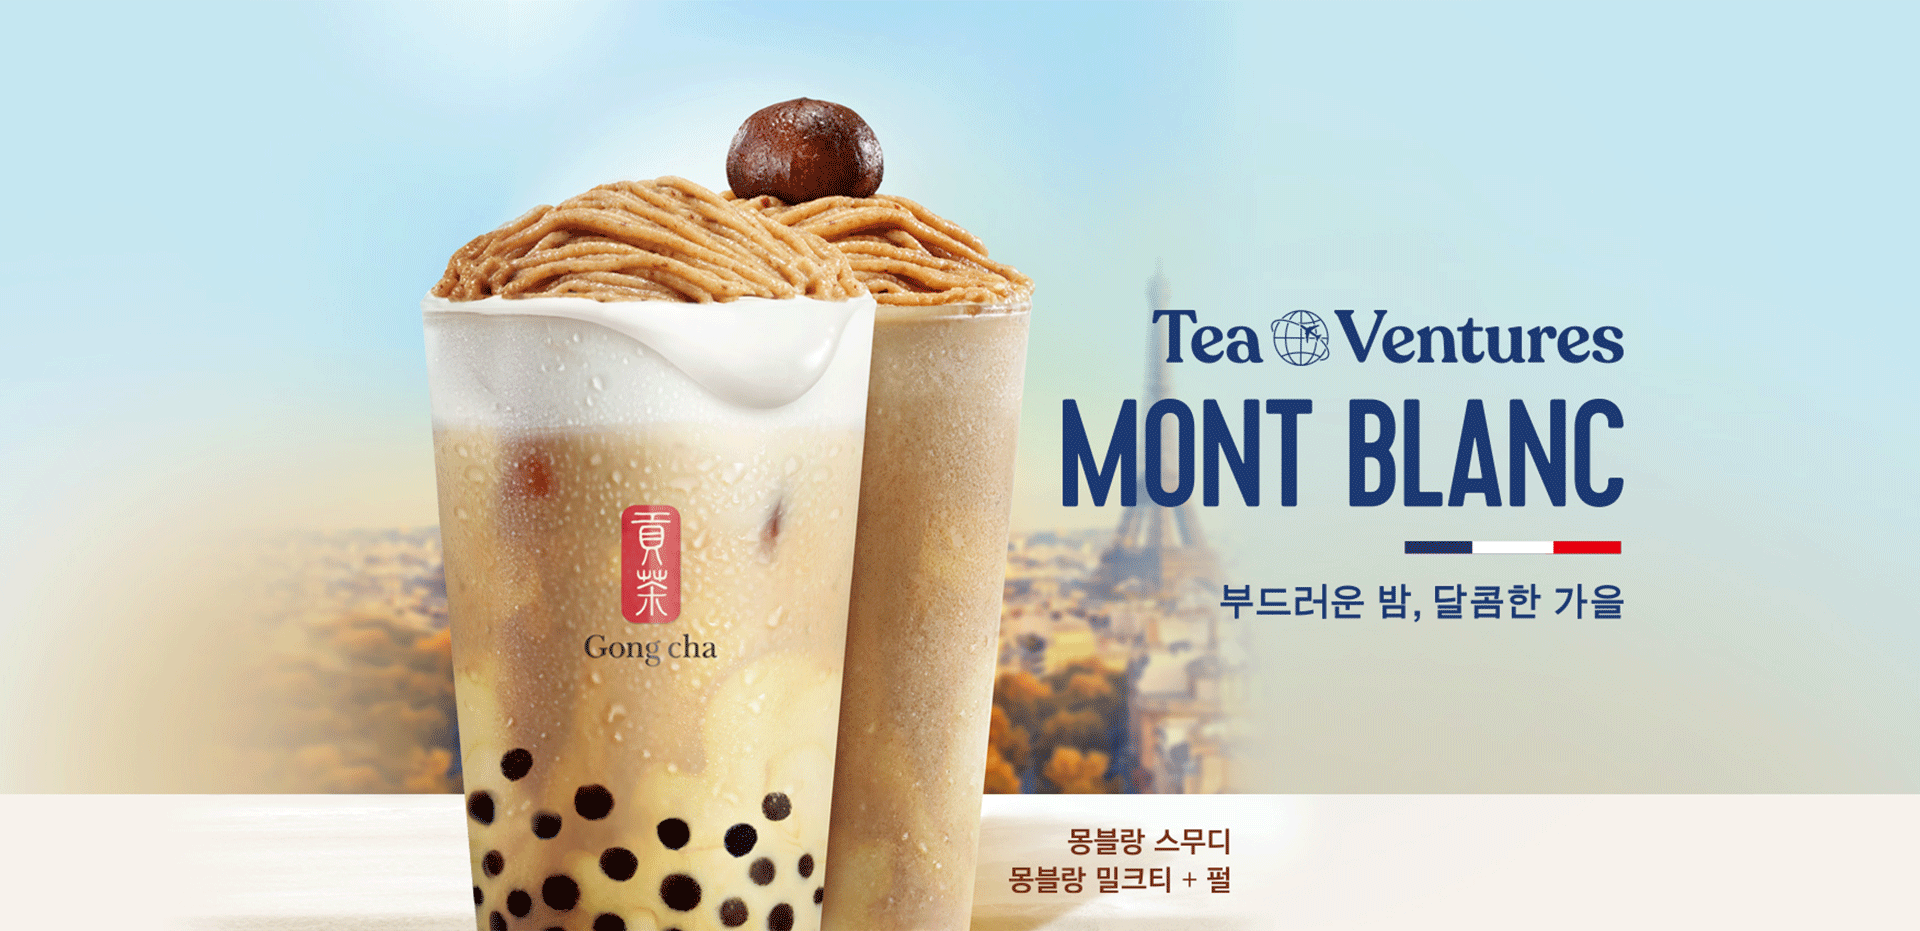 Tea Ventures
MONT BLANC
부드러운 밤, 달콤한 가을
貢茶
Gong cha
몽블랑 스무디
몽블랑 밀크티 + 펄